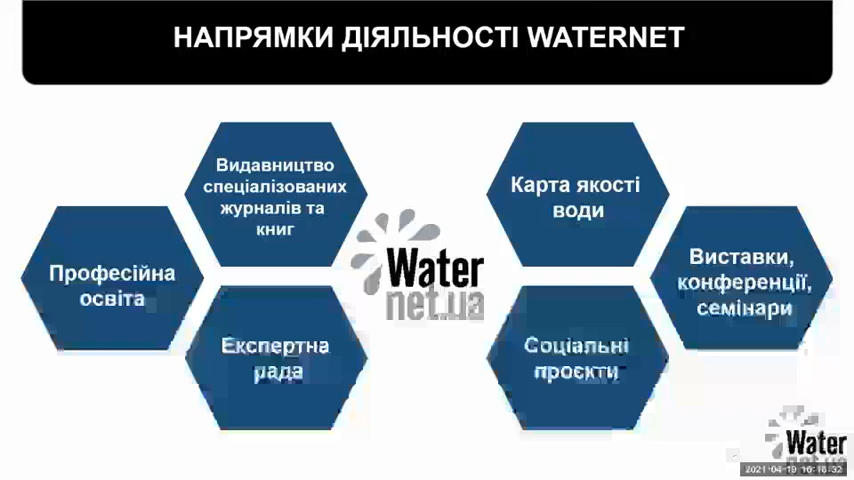 НАПРЯМКИ ДІЯЛЬНОСТІ WATERNET
Видавництво
спеціалізованих
журналів та
книг
Карта якості
води
Професійна
освіта
Water
net.ua
Виставки,
конференції,
семінари
Експертна
рада
Соціальні
проєкти
Water
net.ua
2021-04-19 16:18:32